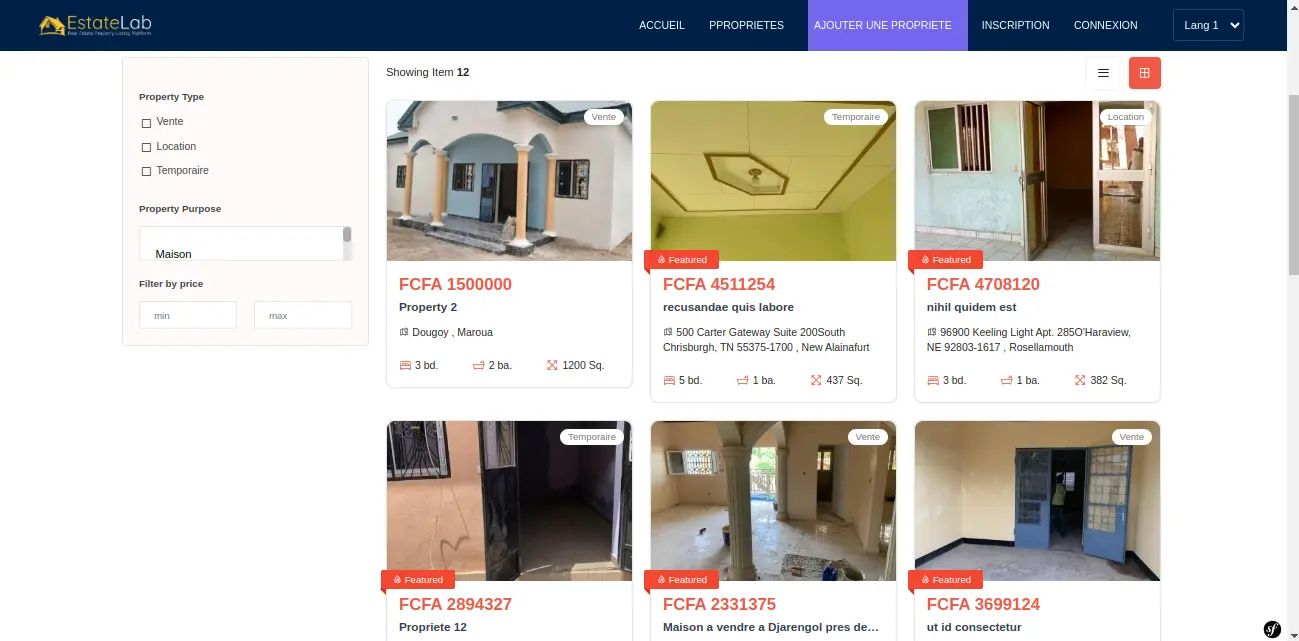 EstateLab
Real Estate Property Listing Platform
ACCUEIL PPROPRIETES AJOUTER UNE PROPRIETE INSCRIPTION CONNEXION Lang 1
Showing Item 12
Property Type
Vente
Location
Temporaire
Property Purpose
Maison
Filter by price
min max
Vente
FCFA 1500000
Property 2
Dougoy , Maroua
3 bd. 2 ba. 1200 Sq.
Temporaire
Featured
FCFA 4511254
recusandae quis labore
500 Carter Gateway Suite 200South
Chrisburgh, TN 55375-1700 , New Alainafurt
5 bd. 1 ba. 437 Sq.
Location
Featured
FCFA 4708120
nihil quidem est
96900 Keeling Light Apt. 285O'Haraview,
NE 92803-1617 , Rosellamouth
3 bd. 1 ba. 382 Sq.
Temporaire
Featured
FCFA 2894327
Propriete 12
Vente
Featured
FCFA 2331375
Maison a vendre a Djarengol pres de…
Vente
Featured
FCFA 3699124
ut id consectetur
sf